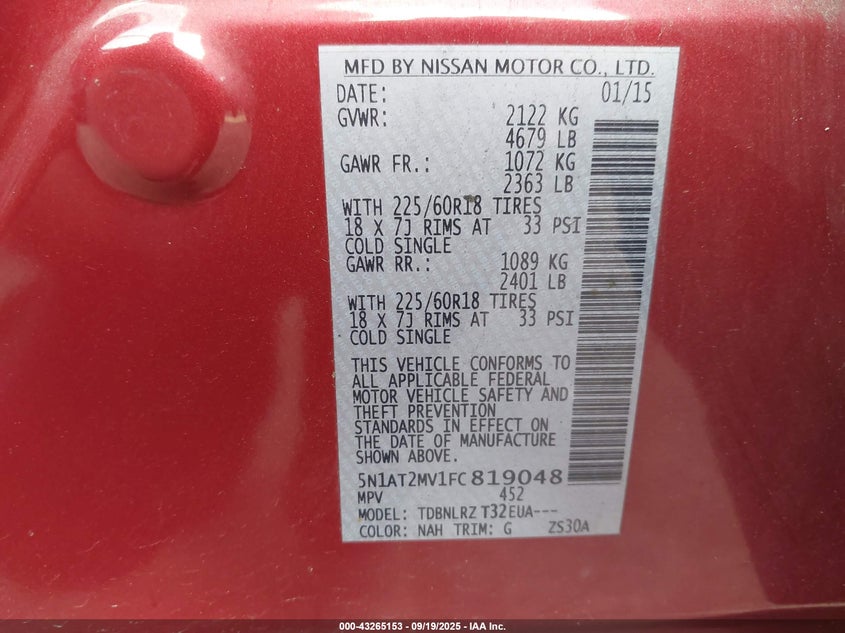 MFD BY NISSAN MOTOR CO., LTD.
DATE: 01/15
GVWR: 2122 KG
4679 LB
GAWR FR.: 1072 KG
2363 LB
WITH 225/60R18 TIRES
18 X 7J RIMS AT 33 PSI
COLD SINGLE
GAWR RR.: 1089 KG
2401 LB
WITH 225/60R18 TIRES
18 X 7J RIMS AT 33 PSI
COLD SINGLE
THIS VEHICLE CONFORMS TO
ALL APPLICABLE FEDERAL
MOTOR VEHICLE SAFETY AND
THEFT PREVENTION
STANDARDS IN EFFECT ON
THE DATE OF MANUFACTURE
SHOWN ABOVE.
5N1AT2MV1FC819048
MPV 452
MODEL: TDBNLRZ T32EUA---
COLOR: NAH TRIM: G ZS30A
000-43265153 - 09/19/2025 - IAA Inc.